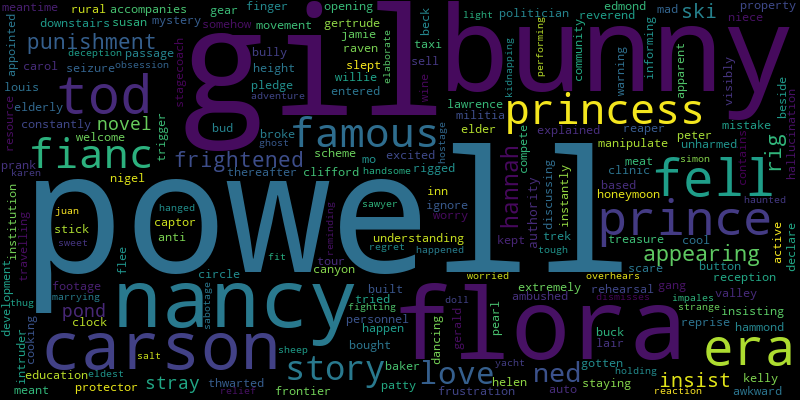 meantime rural accompanies gear finger opening light politician reverend edmond mad property
downstairs susan mystery somehow movement gertrude beck ski niece
appointed punishment jamie taxi community
deception passage bully raven sell informing
carol seizure stagecoach height slept elaborate wine performing warning apparent visibly
gil bunny
louis obsession pledge willie kidnapping
tod adventure entered lawrence princess beside
resource elderly novel bud broke famous militia mistake
constantly trigger ghost elder explained reaper peter
welcome scheme mo excited hostage compete manipulate unharmed rig hallucination
fianc frightened hannah discussing instantly meat simon contain
prank karen thereafter clifford handsome rigged clinic fell
nigel inn kept authority based honeymoon haunted
institution juan hanged sawyer ignore prince treasure cool active declare
travelling stick captor reminding worry trek
sweet anti regret understanding tough scare appearing
powell
flee fit happened button
development circle tour canyon worried overhears reception
footage nancy sabotage built extremely rehearsal gang valley
thug marrying tried fighting doll pearl ambushed dismisses impales
pond personnel gerald flora strange insisting
intruder clock happen dancing buck reprise hammond
cooking carson bought lair era
salt sheep baker gotten
education eldest story love ned insist kelly
meant protector stray thwarted patty helen yacht staying holding reaction awkward
relief frontier frustration auto